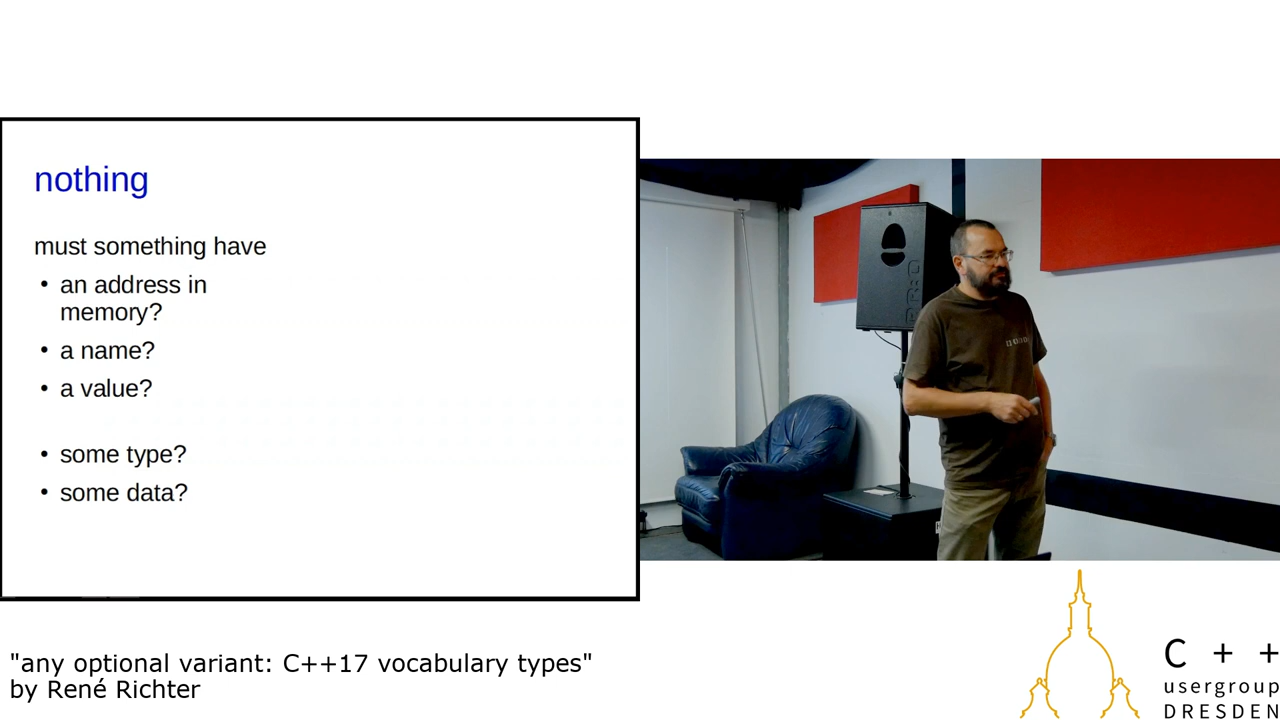 nothing
must something have
• an address in
memory?
• a name?
• a value?
• some type?
• some data?
"any optional variant: C++17 vocabulary types"
by René Richter
C + +
usergroup
DRESDEN